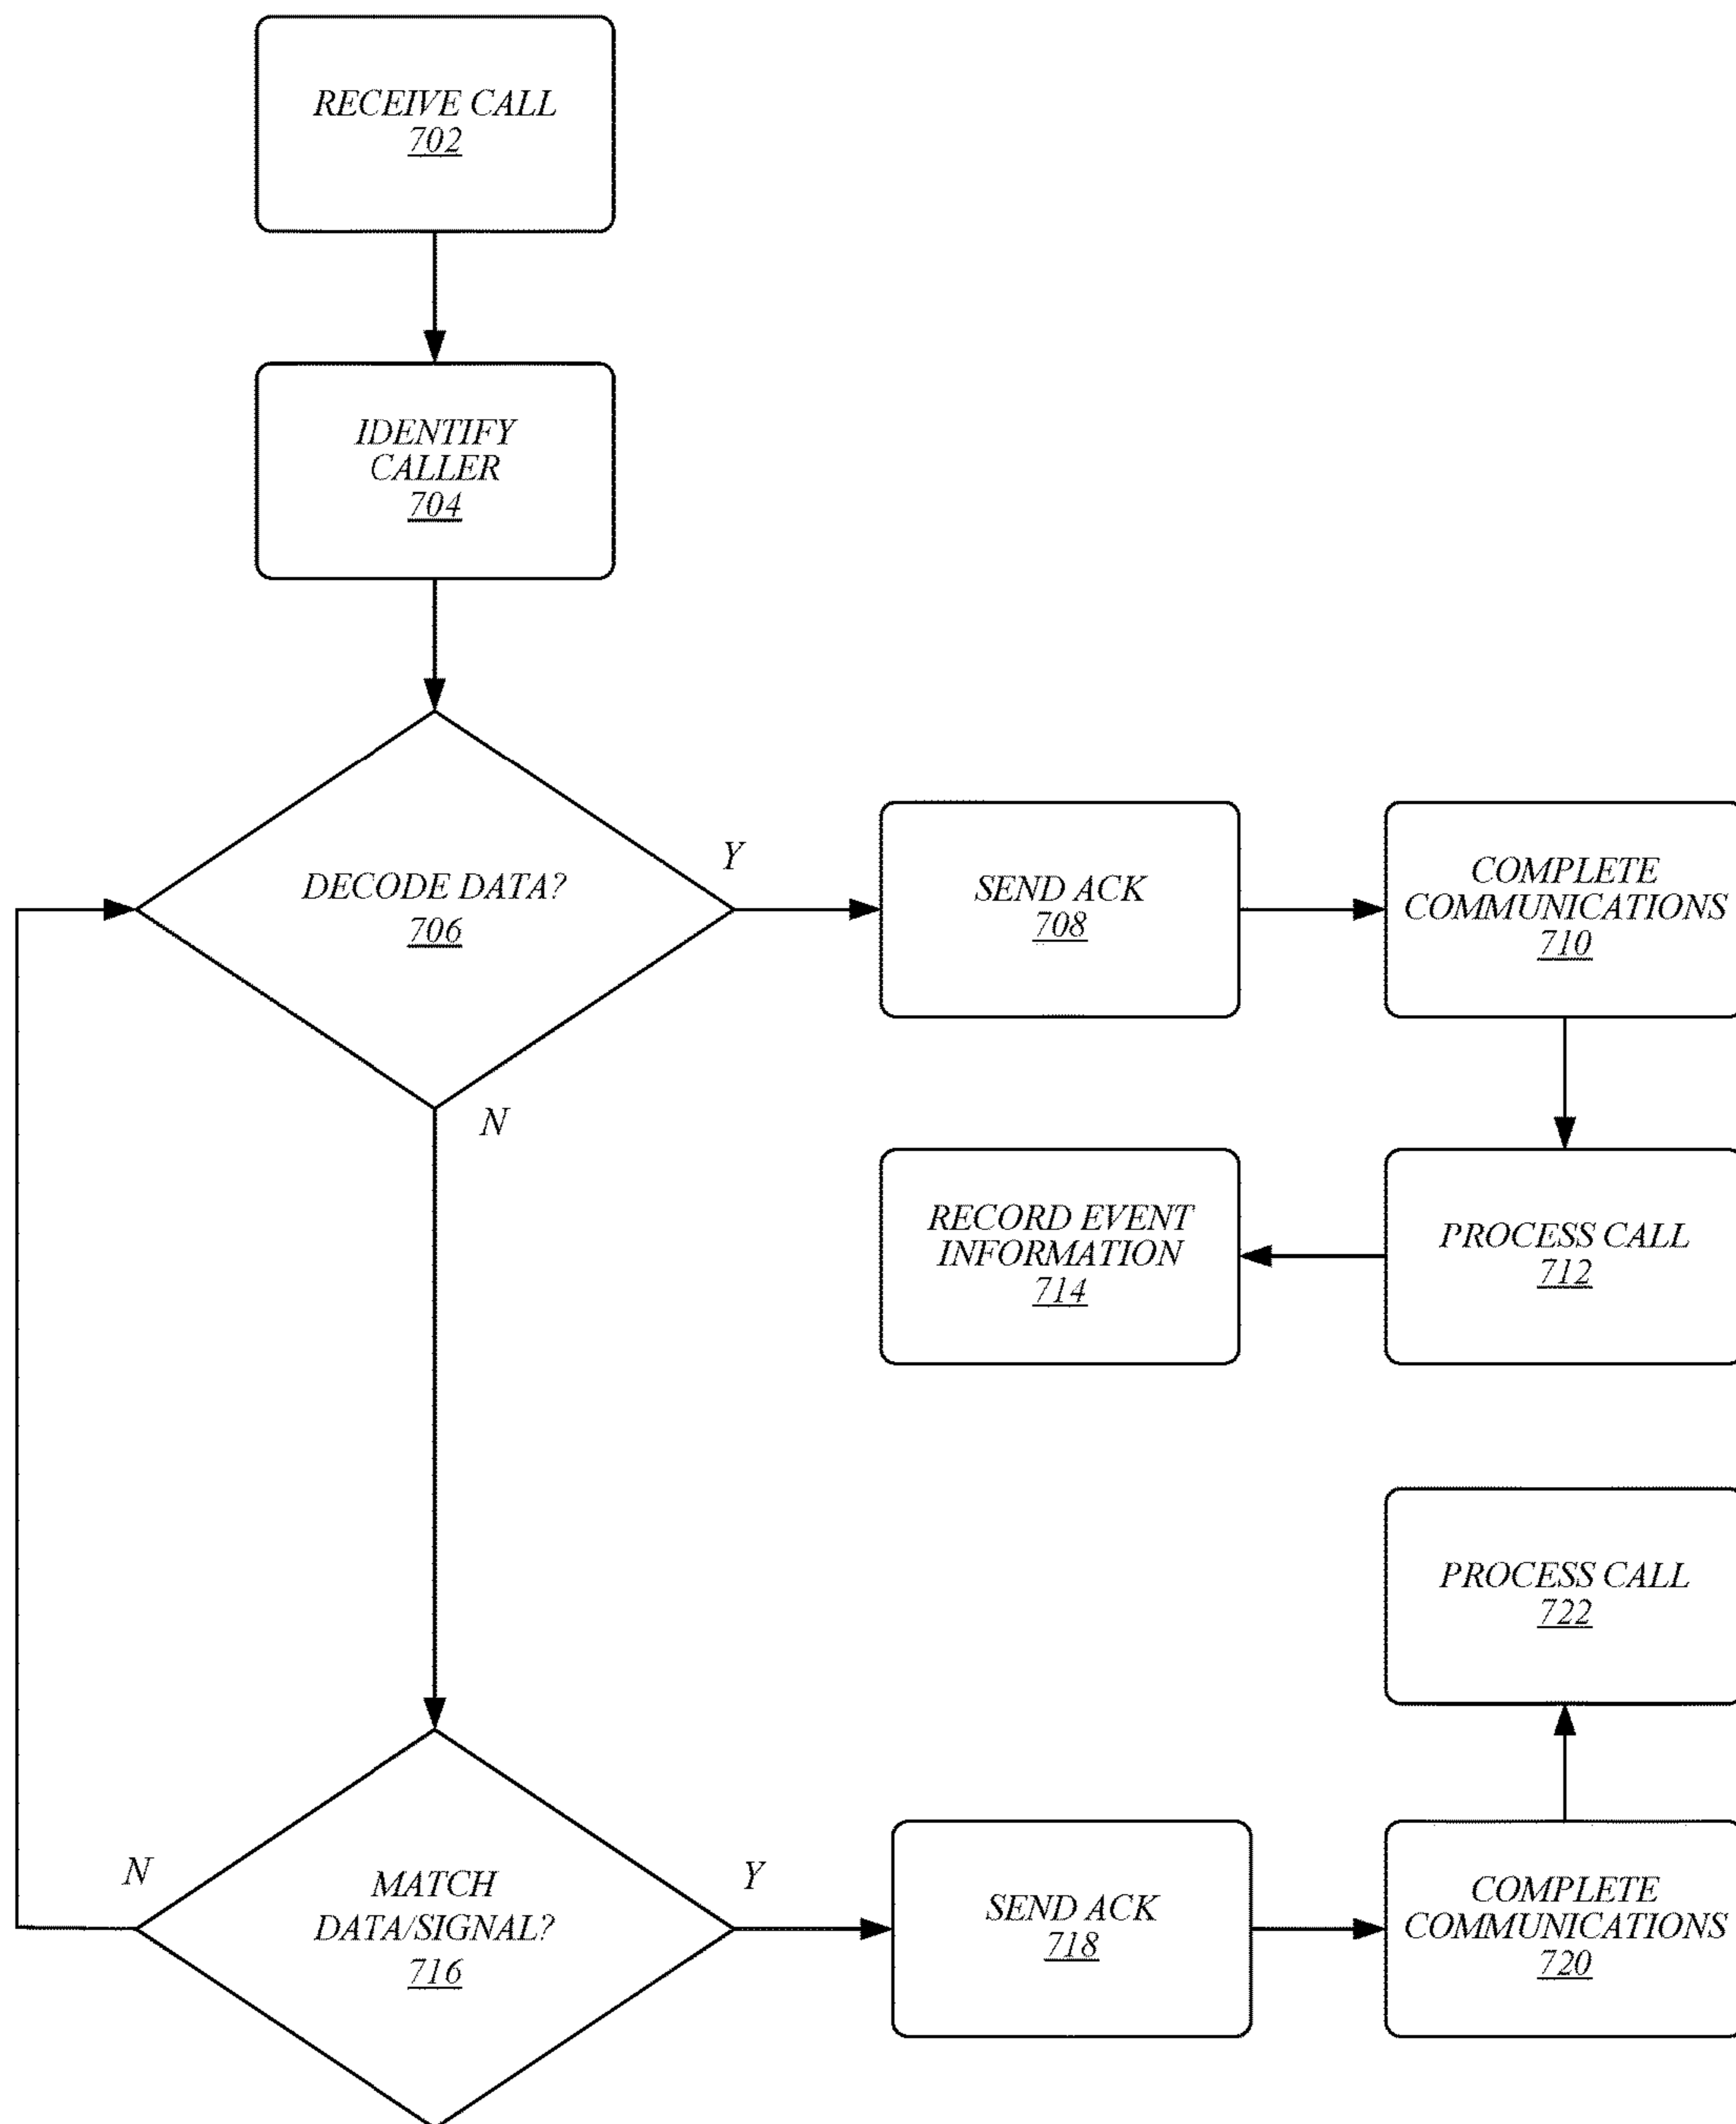 RECEIVE CALL
702
IDENTIFY
CALLER
704
DECODE DATA?
706
Y
N
SEND ACK
708
COMPLETE
COMMUNICATIONS
710
RECORD EVENT
INFORMATION
714
PROCESS CALL
712
PROCESS CALL
722
N
MATCH
DATA/SIGNAL?
716
Y
SEND ACK
718
COMPLETE
COMMUNICATIONS
720